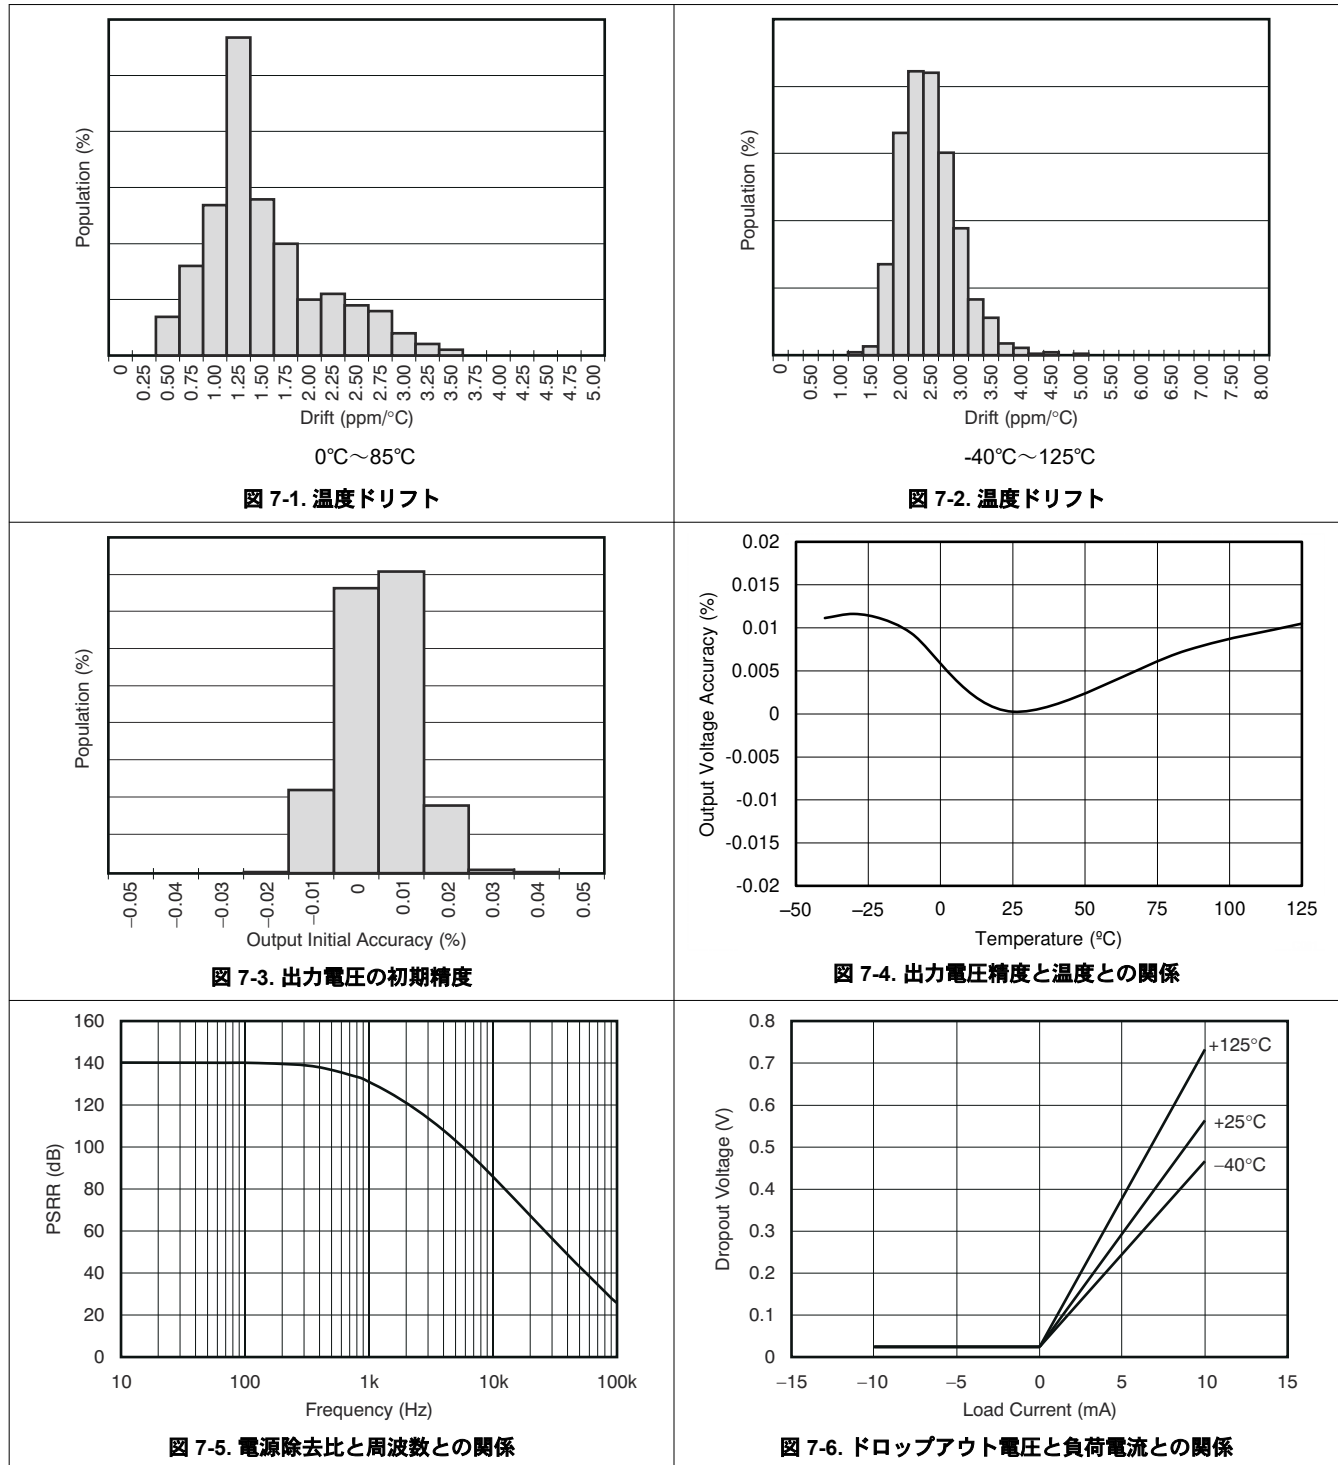 Population (%)
0 0.25 0.50 0.75 1.00 1.25 1.50 1.75 2.00 2.25 2.50 2.75 3.00 3.25 3.50 3.75 4.00 4.25 4.50 4.75 5.00
Drift (ppm/°C)
0℃～85℃
図 7-1. 温度ドリフト
Population (%)
0 0.50 1.00 1.50 2.00 2.50 3.00 3.50 4.00 4.50 5.00 5.50 6.00 6.50 7.00 7.50 8.00
Drift (ppm/°C)
-40℃～125℃
図 7-2. 温度ドリフト
Population (%)
−0.05 −0.04 −0.03 −0.02 −0.01 0 0.01 0.02 0.03 0.04 0.05
Output Initial Accuracy (%)
図 7-3. 出力電圧の初期精度
Output Voltage Accuracy (%)
0.02
0.015
0.01
0.005
0
-0.005
-0.01
-0.015
-0.02
−50 −25 0 25 50 75 100 125
Temperature (ºC)
図 7-4. 出力電圧精度と温度との関係
PSRR (dB)
160
140
120
100
80
60
40
20
0
10 100 1k 10k 100k
Frequency (Hz)
図 7-5. 電源除去比と周波数との関係
Dropout Voltage (V)
0.8
0.7
0.6
0.5
0.4
0.3
0.2
0.1
0
+125°C
+25°C
−40°C
−15 −10 −5 0 5 10 15
Load Current (mA)
図 7-6. ドロップアウト電圧と負荷電流との関係